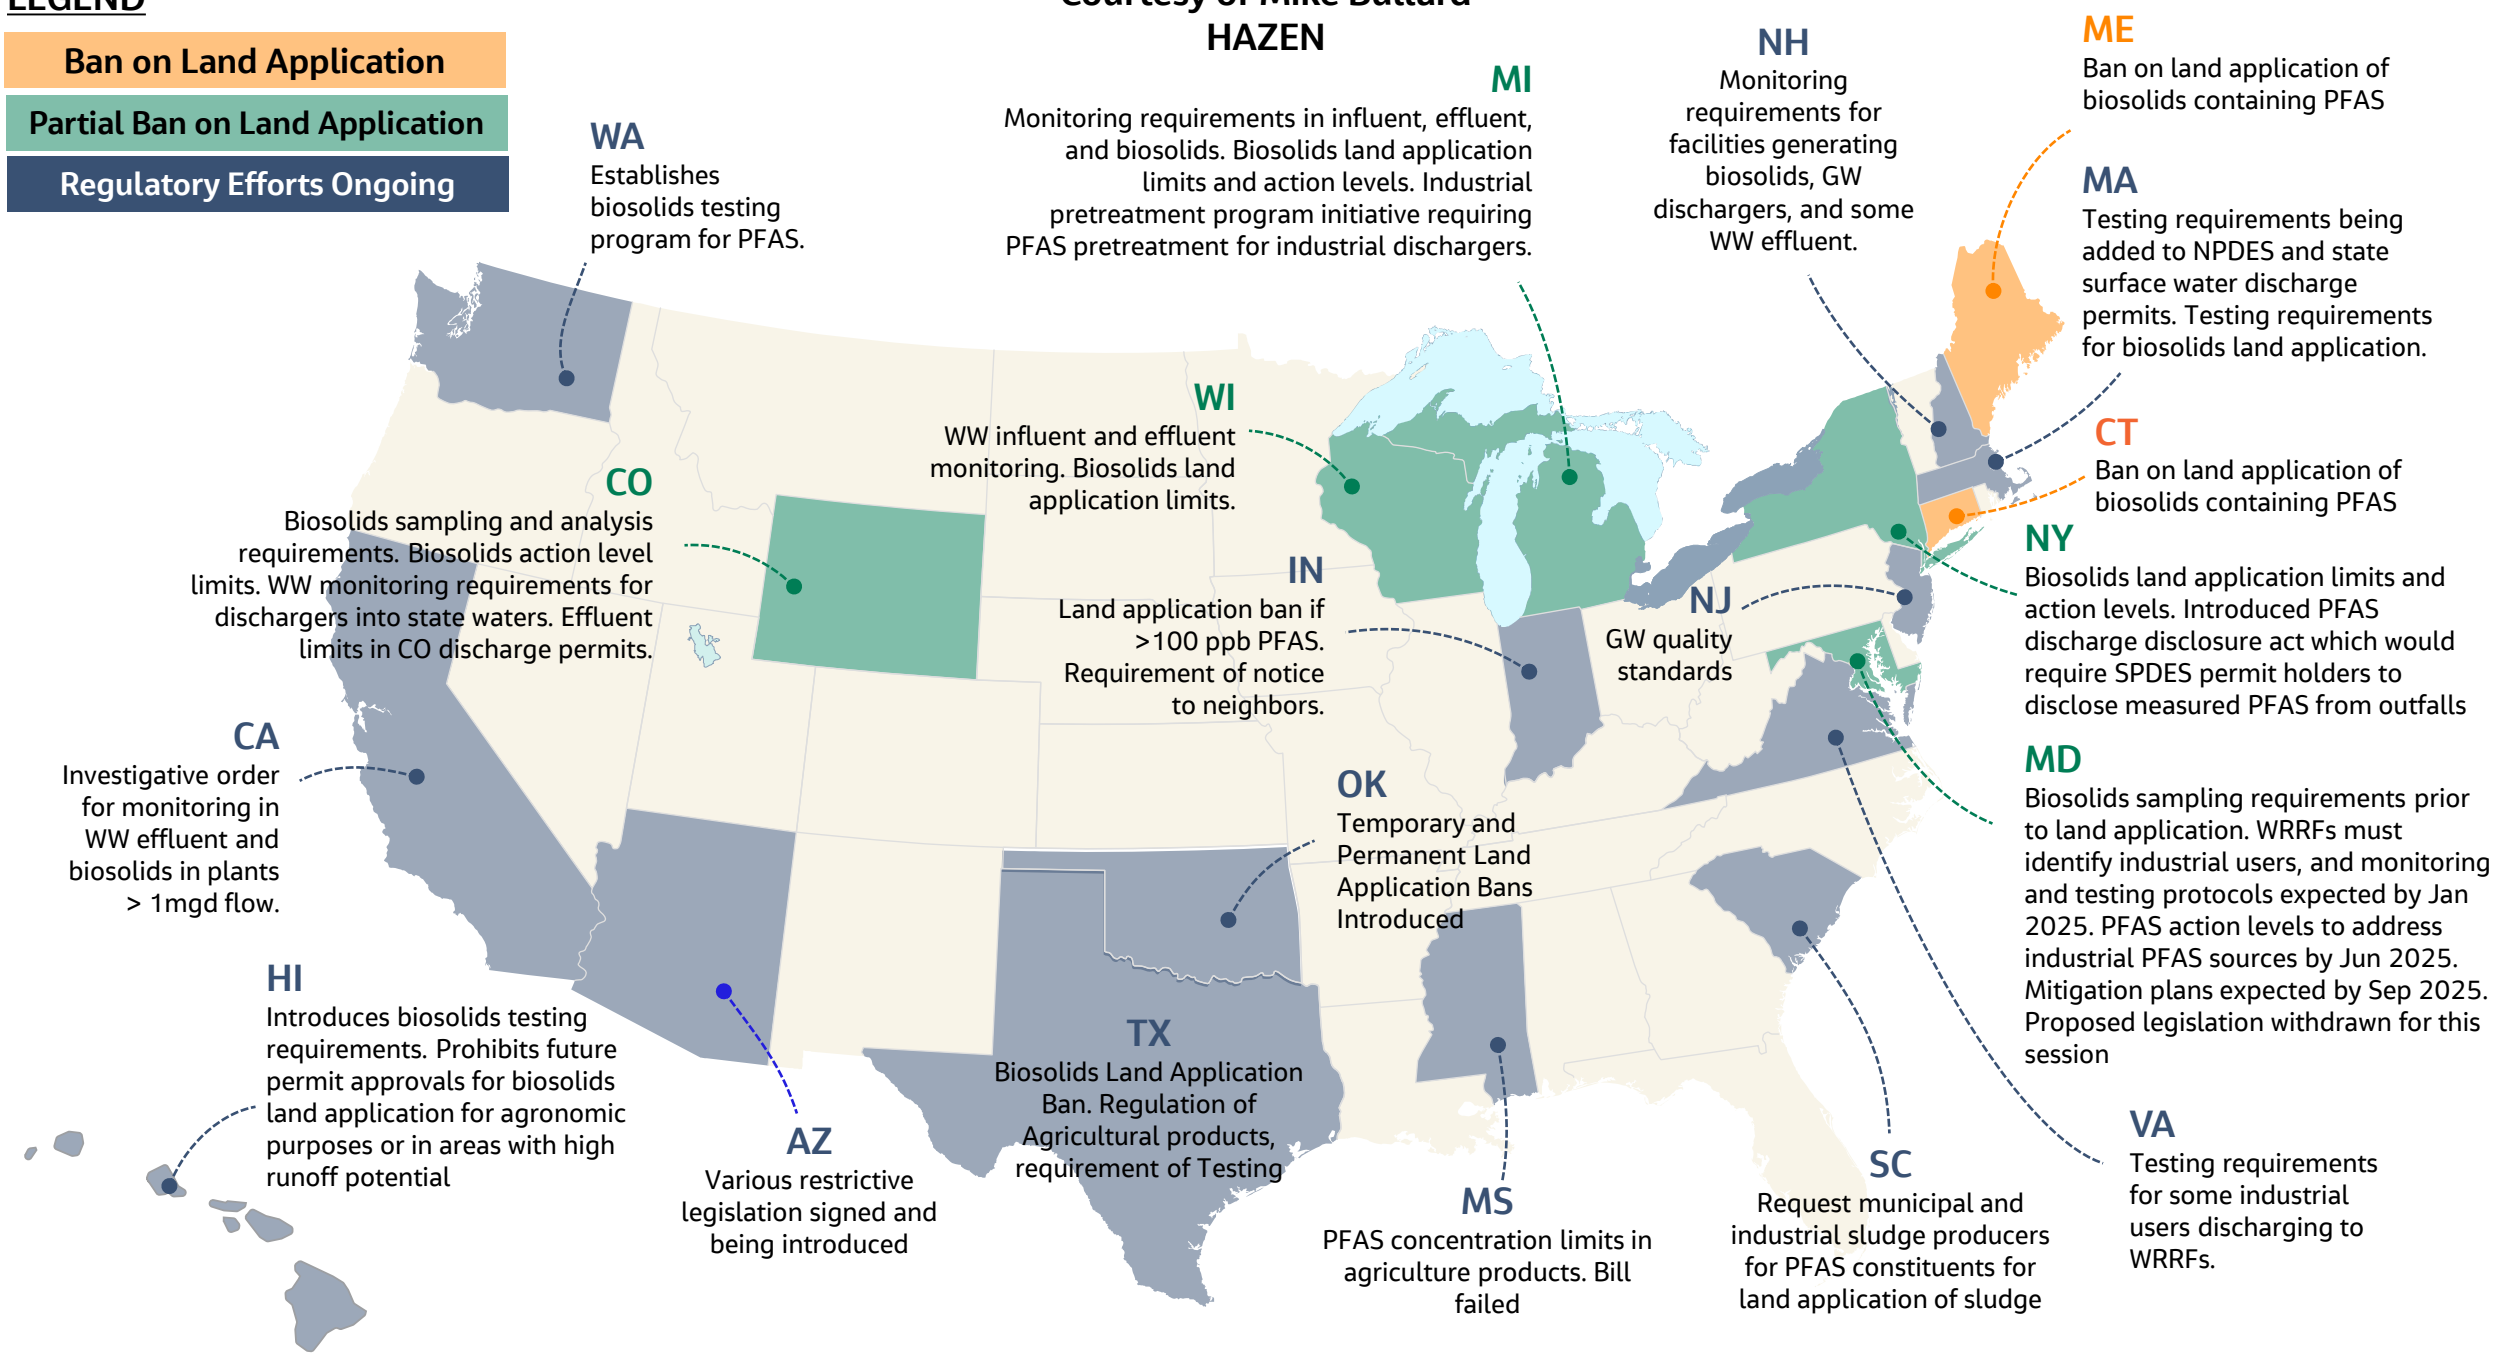 LEGEND
Ban on Land Application
Partial Ban on Land Application
Regulatory Efforts Ongoing
Courtesy of Mike Bullard
HAZEN
WA
Establishes
biosolids testing
program for PFAS.
MI
Monitoring requirements in influent, effluent,
and biosolids. Biosolids land application
limits and action levels. Industrial
pretreatment program initiative requiring
PFAS pretreatment for industrial dischargers.
NH
Monitoring
requirements for
facilities generating
biosolids, GW
dischargers, and some
WW effluent.
ME
Ban on land application of
biosolids containing PFAS
MA
Testing requirements being
added to NPDES and state
surface water discharge
permits. Testing requirements
for biosolids land application.
WI
WW influent and effluent
monitoring. Biosolids land
application limits.
CT
Ban on land application of
biosolids containing PFAS
CO
Biosolids sampling and analysis
requirements. Biosolids action level
limits. WW monitoring requirements for
dischargers into state waters. Effluent
limits in CO discharge permits.
IN
Land application ban if
>100 ppb PFAS.
Requirement of notice
to neighbors.
NJ
GW quality
standards
NY
Biosolids land application limits and
action levels. Introduced PFAS
discharge disclosure act which would
require SPDES permit holders to
disclose measured PFAS from outfalls
CA
Investigative order
for monitoring in
WW effluent and
biosolids in plants
> 1mgd flow.
OK
Temporary and
Permanent Land
Application Bans
Introduced
MD
Biosolids sampling requirements prior
to land application. WRRFs must
identify industrial users, and monitoring
and testing protocols expected by Jan
2025. PFAS action levels to address
industrial PFAS sources by Jun 2025.
Mitigation plans expected by Sep 2025.
Proposed legislation withdrawn for this
session
HI
Introduces biosolids testing
requirements. Prohibits future
permit approvals for biosolids
land application for agronomic
purposes or in areas with high
runoff potential
AZ
Various restrictive
legislation signed and
being introduced
TX
Biosolids Land Application
Ban. Regulation of
Agricultural products,
requirement of Testing
MS
PFAS concentration limits in
agriculture products. Bill
failed
SC
Request municipal and
industrial sludge producers
for PFAS constituents for
land application of sludge
VA
Testing requirements
for some industrial
users discharging to
WRRFs.